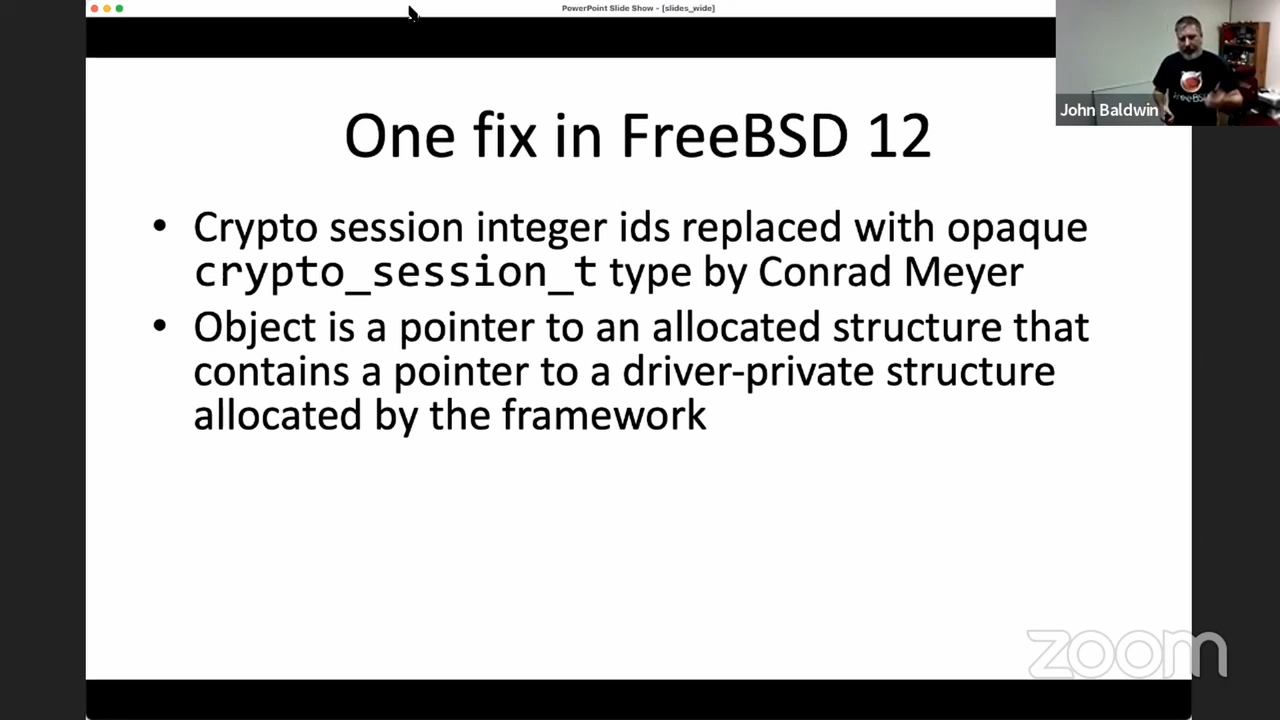 PowerPoint Slide Show - [slides_wide]
John Baldwin
One fix in FreeBSD 12
• Crypto session integer ids replaced with opaque
crypto_session_t type by Conrad Meyer
• Object is a pointer to an allocated structure that
contains a pointer to a driver-private structure
allocated by the framework
zoom